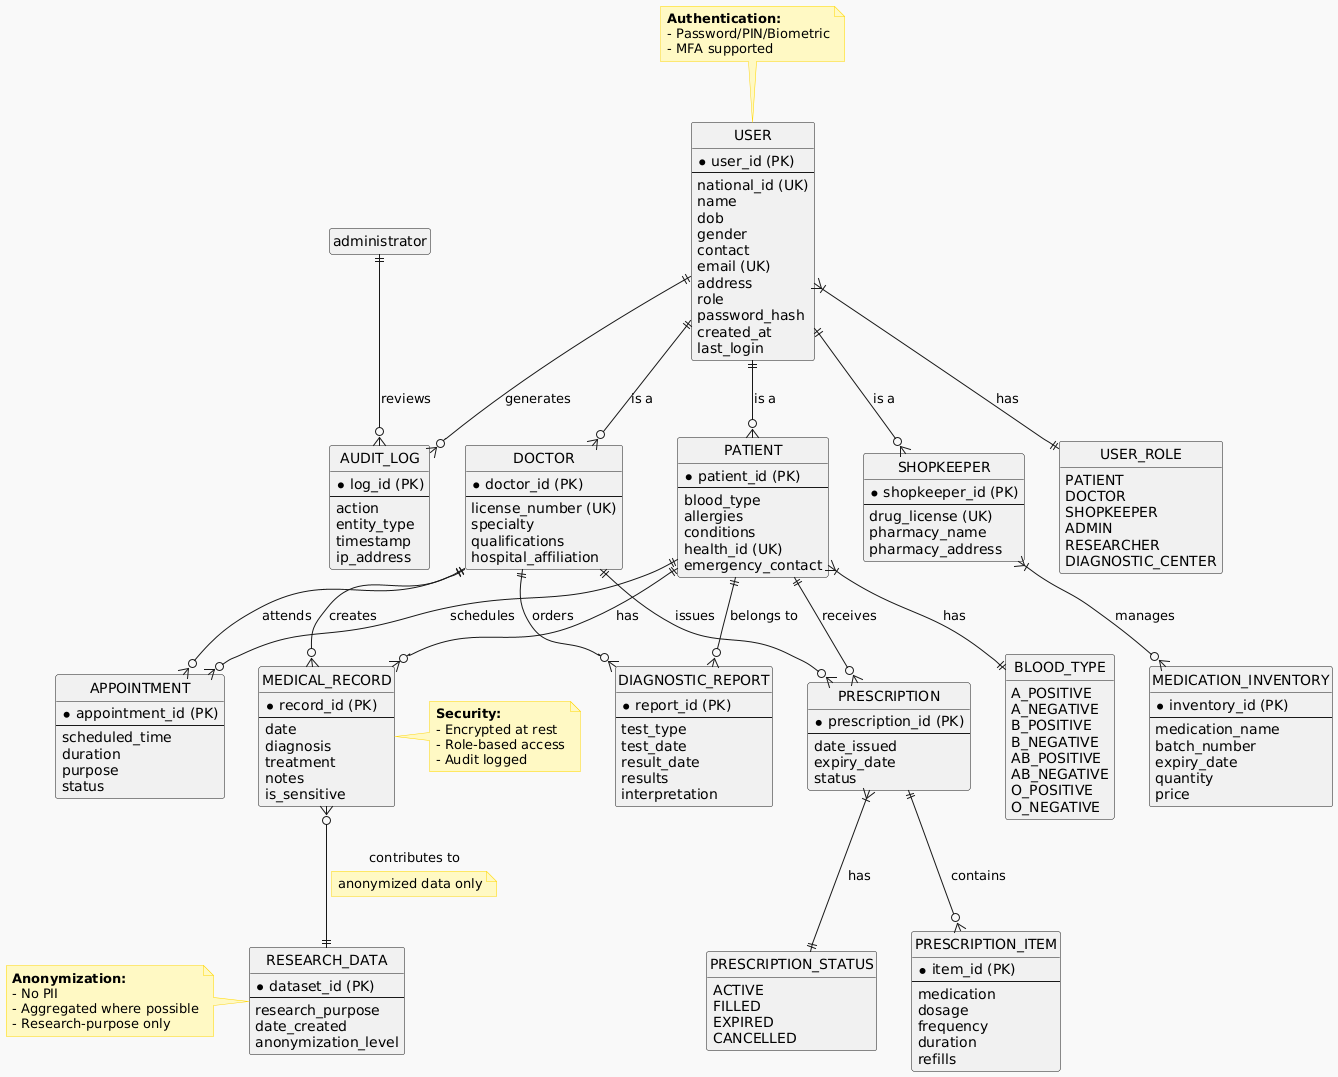 Authentication:
- Password/PIN/Biometric
- MFA supported
USER
user_id (PK)
national_id (UK)
name
dob
gender
contact
email (UK)
address
role
password_hash
created_at
last_login
administrator
reviews
generates
is a
is a
is a
has
AUDIT_LOG
log_id (PK)
action
entity_type
timestamp
ip_address
DOCTOR
doctor_id (PK)
license_number (UK)
specialty
qualifications
hospital_affiliation
PATIENT
patient_id (PK)
blood_type
allergies
conditions
health_id (UK)
emergency_contact
SHOPKEEPER
shopkeeper_id (PK)
drug_license (UK)
pharmacy_name
pharmacy_address
USER_ROLE
PATIENT
DOCTOR
SHOPKEEPER
ADMIN
RESEARCHER
DIAGNOSTIC_CENTER
attends
creates
schedules
orders
has
issues
belongs to
receives
has
manages
APPOINTMENT
appointment_id (PK)
scheduled_time
duration
purpose
status
MEDICAL_RECORD
record_id (PK)
date
diagnosis
treatment
notes
is_sensitive
Security:
- Encrypted at rest
- Role-based access
- Audit logged
DIAGNOSTIC_REPORT
report_id (PK)
test_type
test_date
result_date
results
interpretation
PRESCRIPTION
prescription_id (PK)
date_issued
expiry_date
status
BLOOD_TYPE
A_POSITIVE
A_NEGATIVE
B_POSITIVE
B_NEGATIVE
AB_POSITIVE
AB_NEGATIVE
O_POSITIVE
O_NEGATIVE
MEDICATION_INVENTORY
inventory_id (PK)
medication_name
batch_number
expiry_date
quantity
price
contributes to
anonymized data only
has
contains
Anonymization:
- No PII
- Aggregated where possible
- Research-purpose only
RESEARCH_DATA
dataset_id (PK)
research_purpose
date_created
anonymization_level
PRESCRIPTION_STATUS
ACTIVE
FILLED
EXPIRED
CANCELLED
PRESCRIPTION_ITEM
item_id (PK)
medication
dosage
frequency
duration
refills